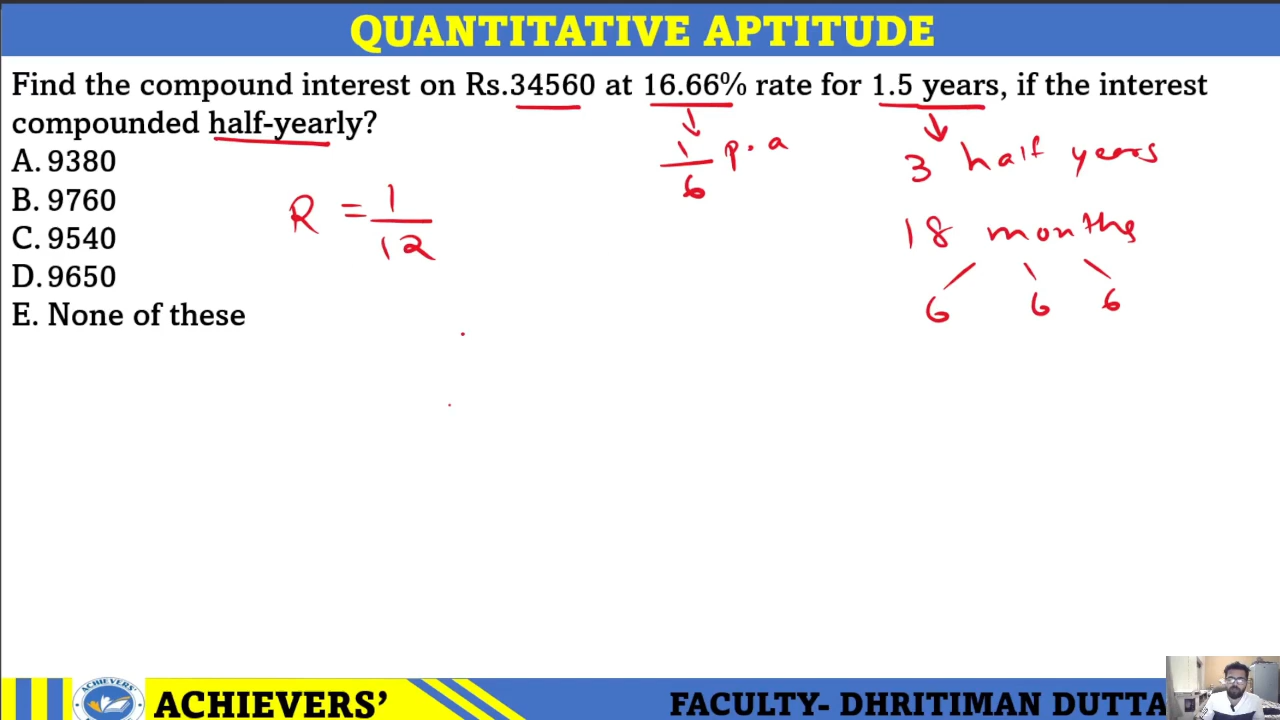 QUANTITATIVE APTITUDE
Find the compound interest on Rs.34560 at 16.66% rate for 1.5 years, if the interest
compounded half-yearly?
A. 9380
B. 9760
C. 9540
D. 9650
E. None of these
1/6 p.a
3 half years
R = 1/12
18 months
6 6 6
ACHIEVERS'
ACHIEVERS’
FACULTY- DHRITIMAN DUTTA